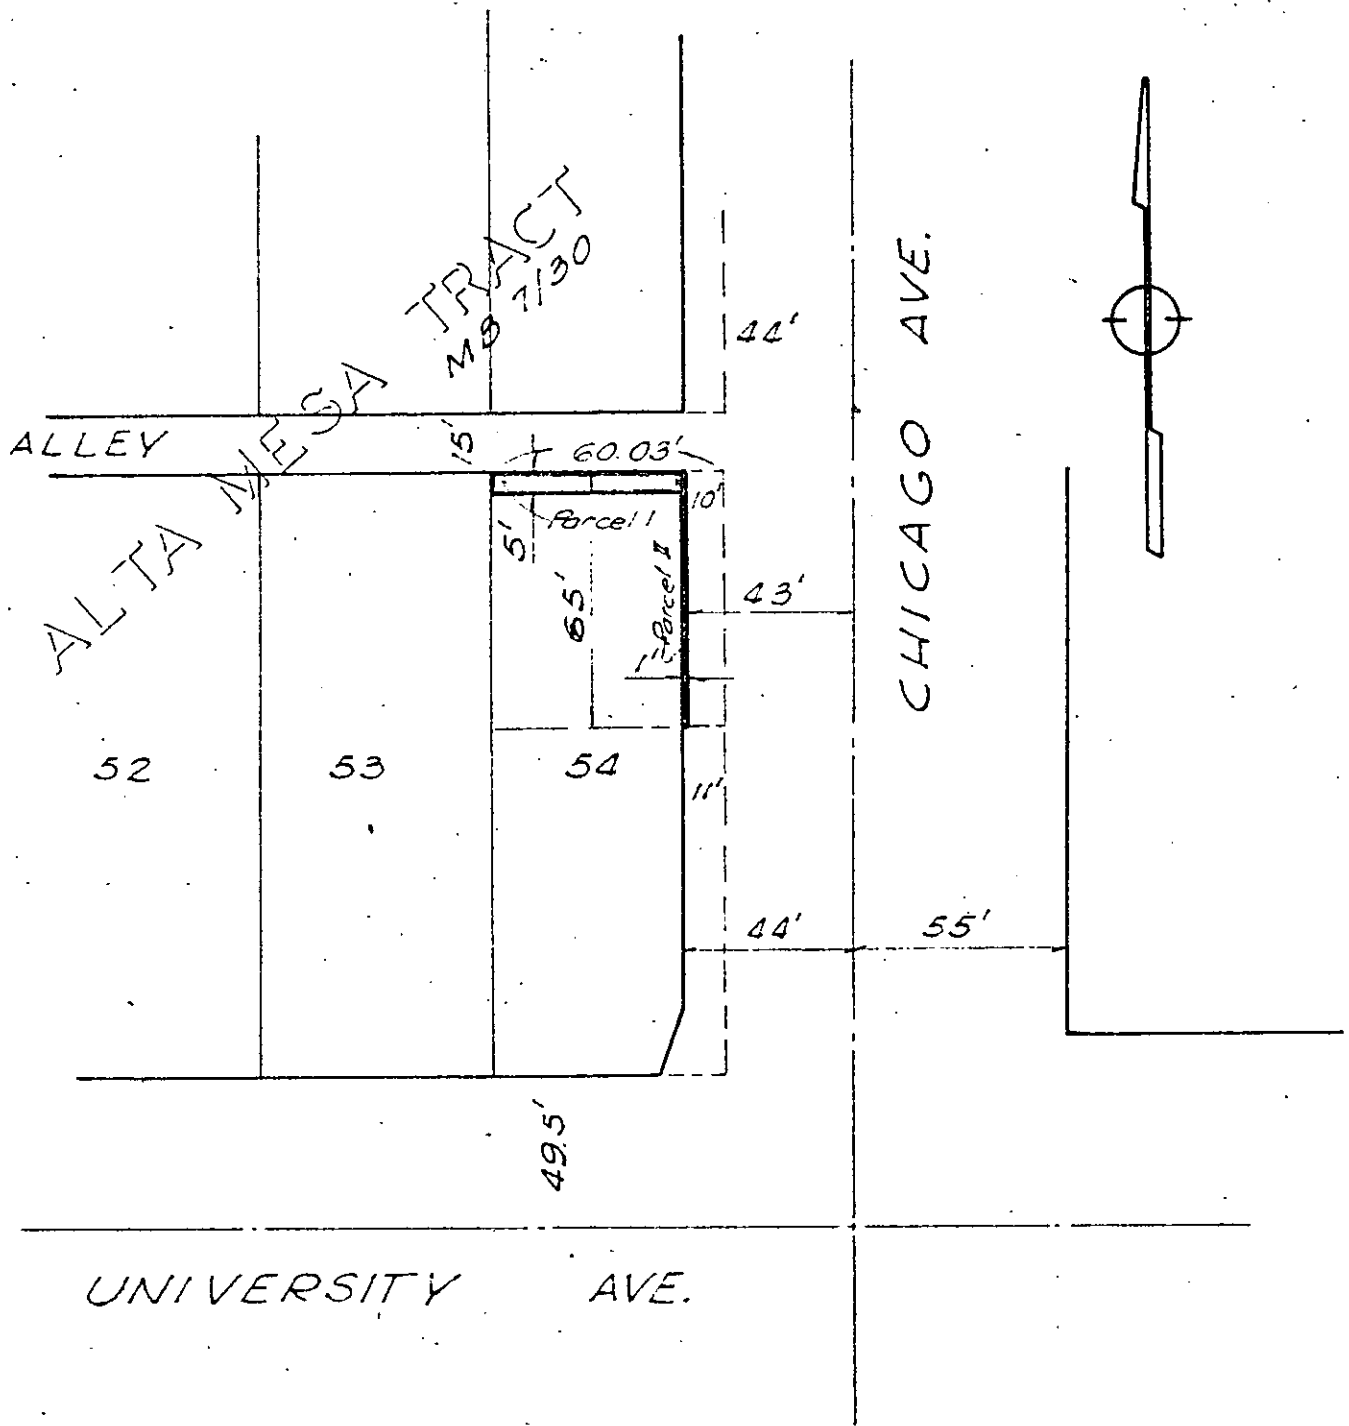 ALTA MESA TRACT
MB 7/30
44'
CHICAGO AVE.
ALLEY
15'
60.03'
10'
Parcel I
5'
65'
Parcel II
43'
1'
52
53
54
11'
44'
55'
49.5'
UNIVERSITY AVE.